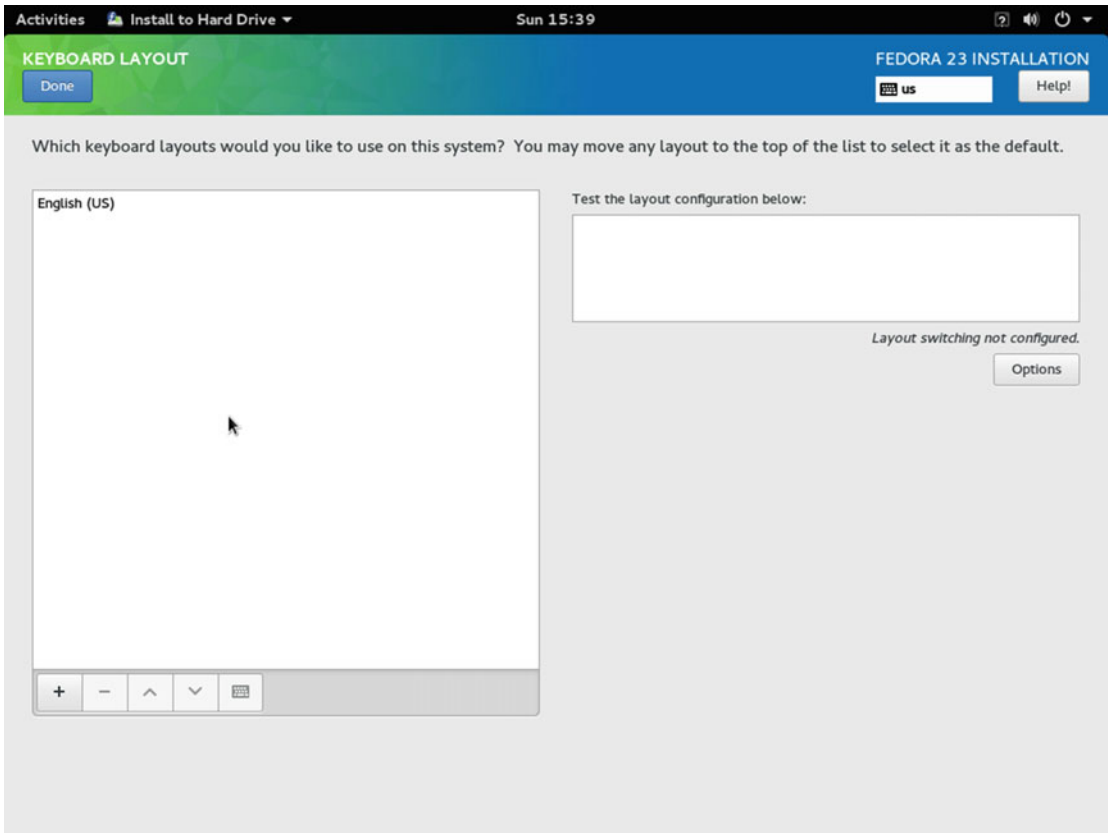 Activities Install to Hard Drive Sun 15:39
KEYBOARD LAYOUT
FEDORA 23 INSTALLATION
Done
us
Help!
Which keyboard layouts would you like to use on this system? You may move any layout to the top of the list to select it as the default.
English (US)
Test the layout configuration below:
Layout switching not configured.
Options